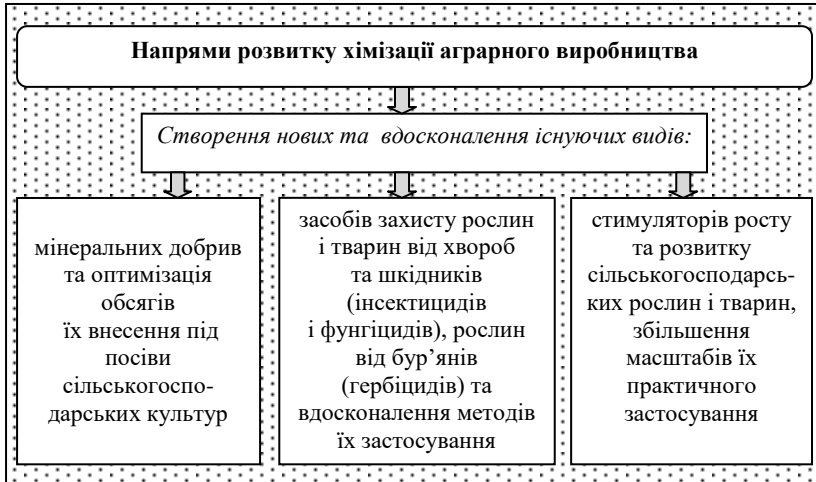 Напрями розвитку хімізації аграрного виробництва
Створення нових та вдосконалення існуючих видів:
мінеральних добрив
та оптимізація
обсягів
їх внесення під
посіви
сільськогоспо-
дарських культур
засобів захисту рослин
і тварин від хвороб
та шкідників
(інсектицидів
і фунгіцидів), рослин
від бур’янів
(гербіцидів) та
вдосконалення методів
їх застосування
стимуляторів росту
та розвитку
сільськогосподарсь-
ких рослин і тварин,
збільшення
масштабів їх
практичного
застосування